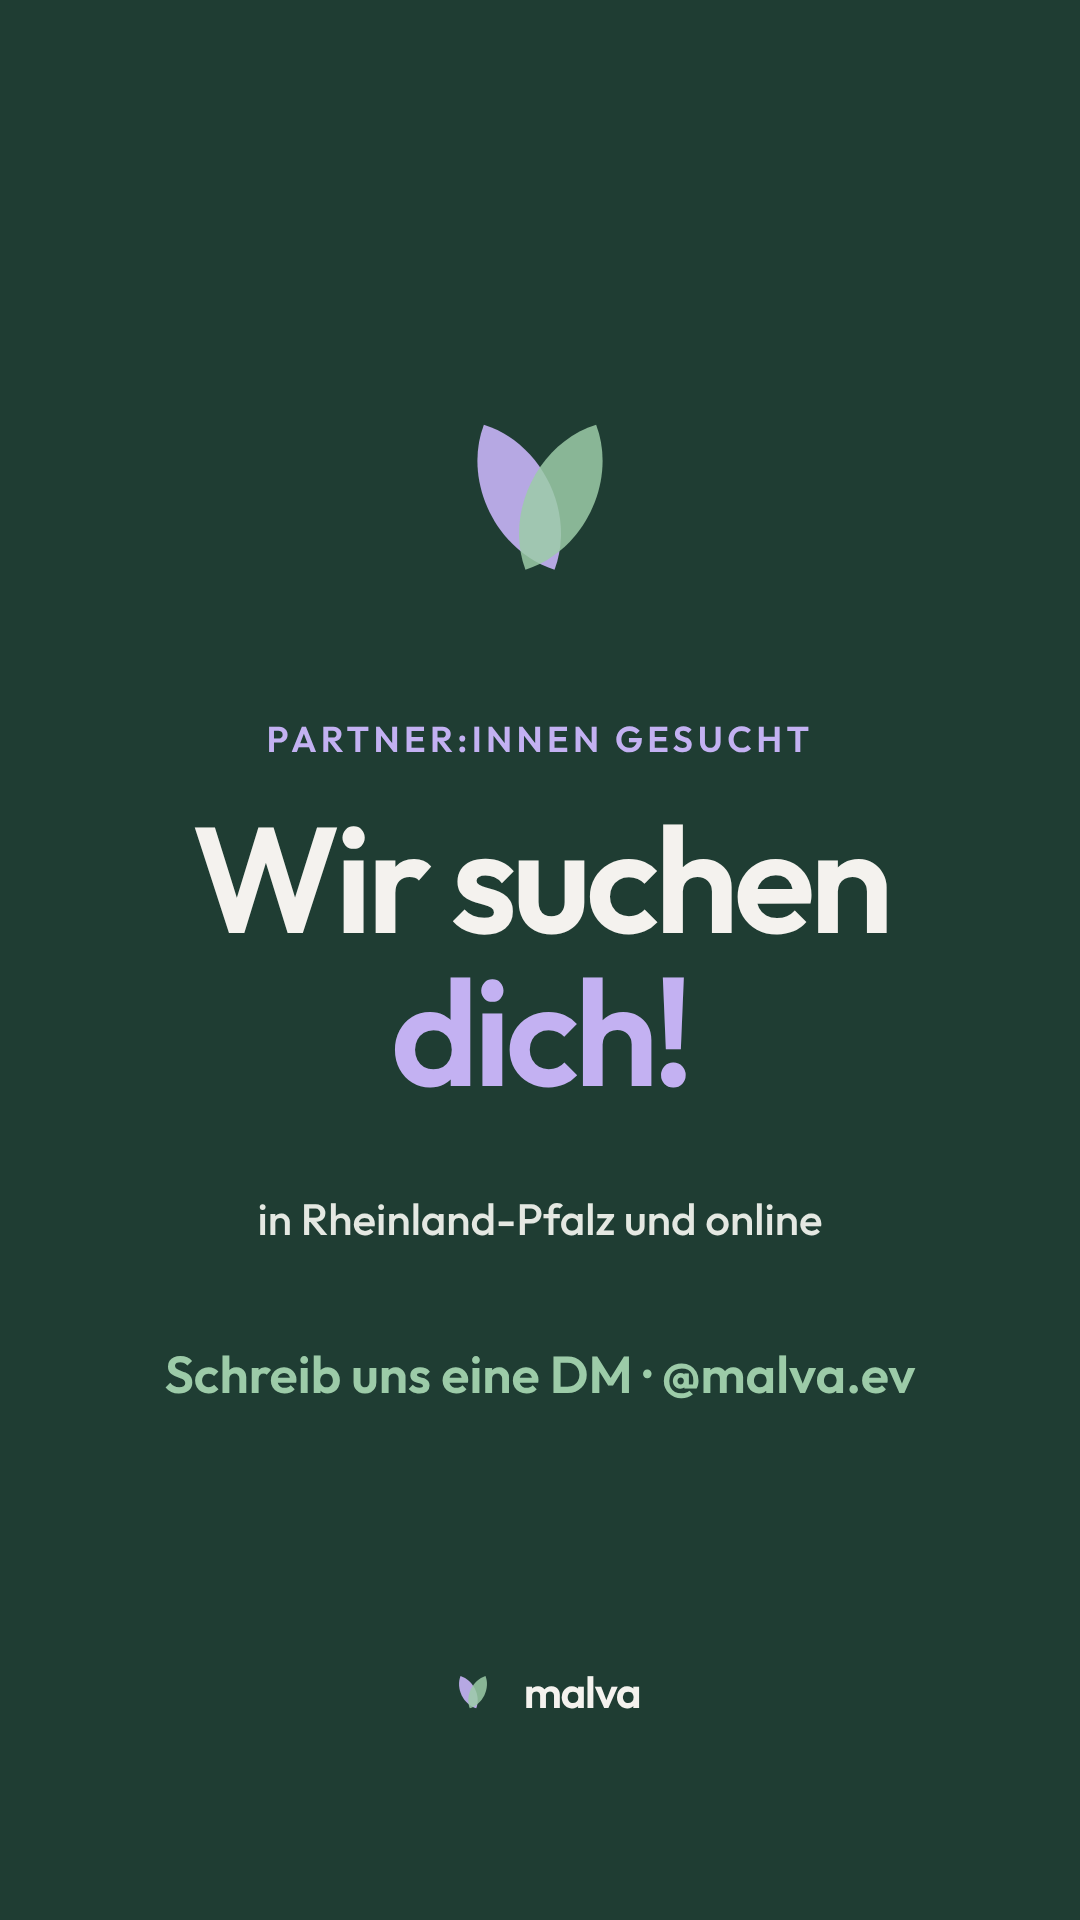 PARTNER:INNEN GESUCHT
Wir suchen
dich!
in Rheinland-Pfalz und online
Schreib uns eine DM · @malva.ev
malva